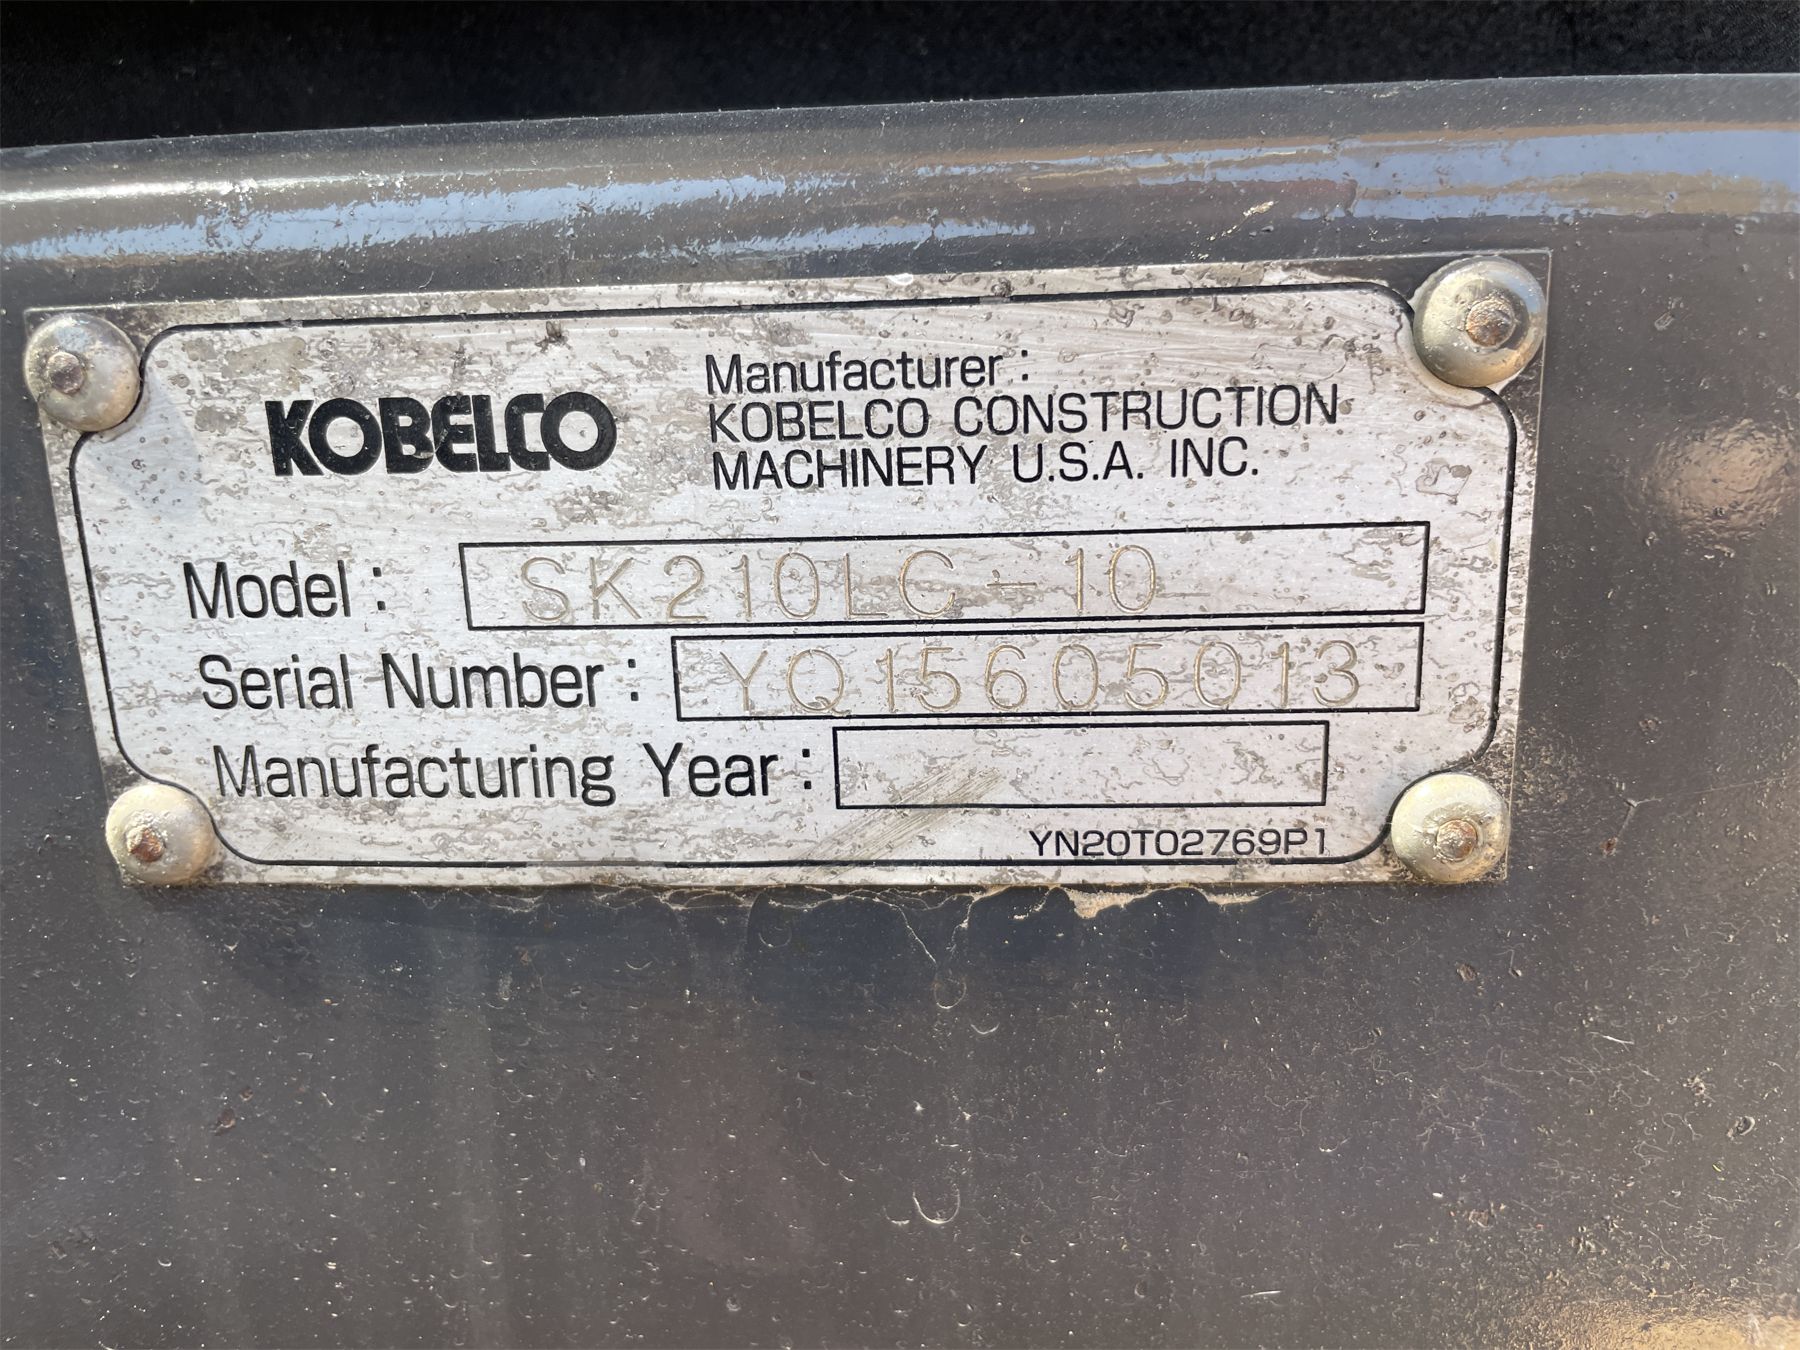 KOBELCO
Manufacturer :
KOBELCO CONSTRUCTION
MACHINERY U.S.A. INC.
Model : SK210LC-10
Serial Number : YQ15605013
Manufacturing Year :
YN20T02769P1